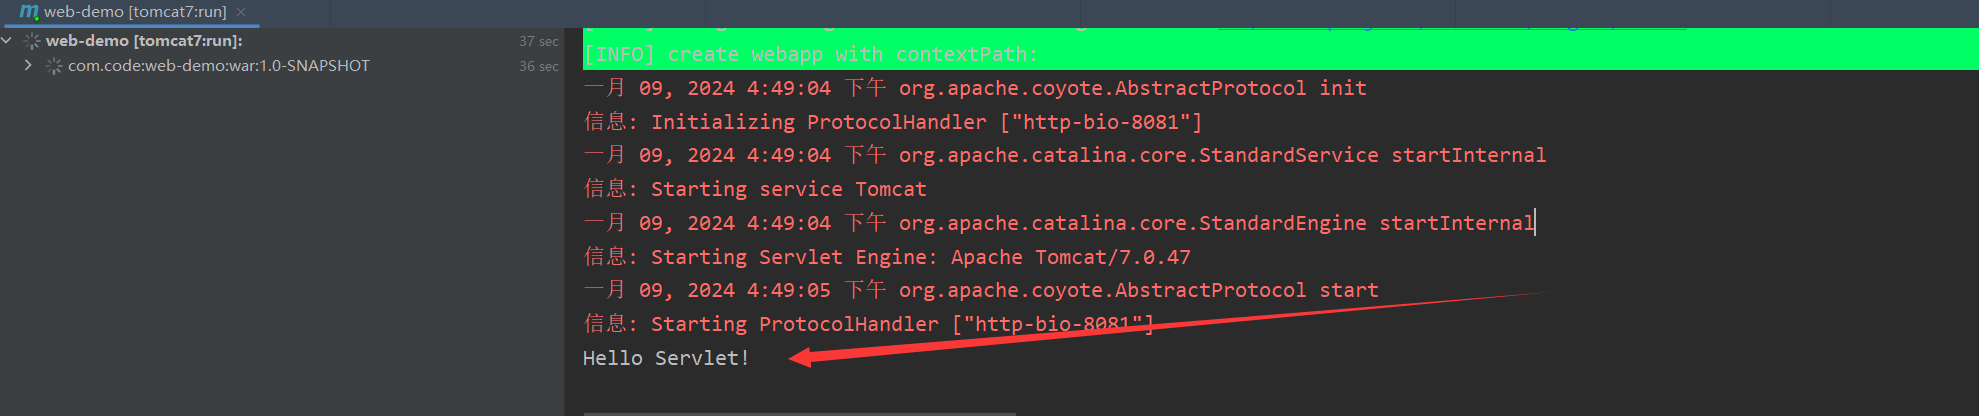 web-demo [tomcat7:run]
web-demo [tomcat7:run]:
37 sec
com.code:web-demo:war:1.0-SNAPSHOT
36 sec
[INFO] create webapp with contextPath:
一月 09, 2024 4:49:04 下午 org.apache.coyote.AbstractProtocol init
信息: Initializing ProtocolHandler ["http-bio-8081"]
一月 09, 2024 4:49:04 下午 org.apache.catalina.core.StandardService startInternal
信息: Starting service Tomcat
一月 09, 2024 4:49:04 下午 org.apache.catalina.core.StandardEngine startInternal
信息: Starting Servlet Engine: Apache Tomcat/7.0.47
一月 09, 2024 4:49:05 下午 org.apache.coyote.AbstractProtocol start
信息: Starting ProtocolHandler ["http-bio-8081"]
Hello Servlet!